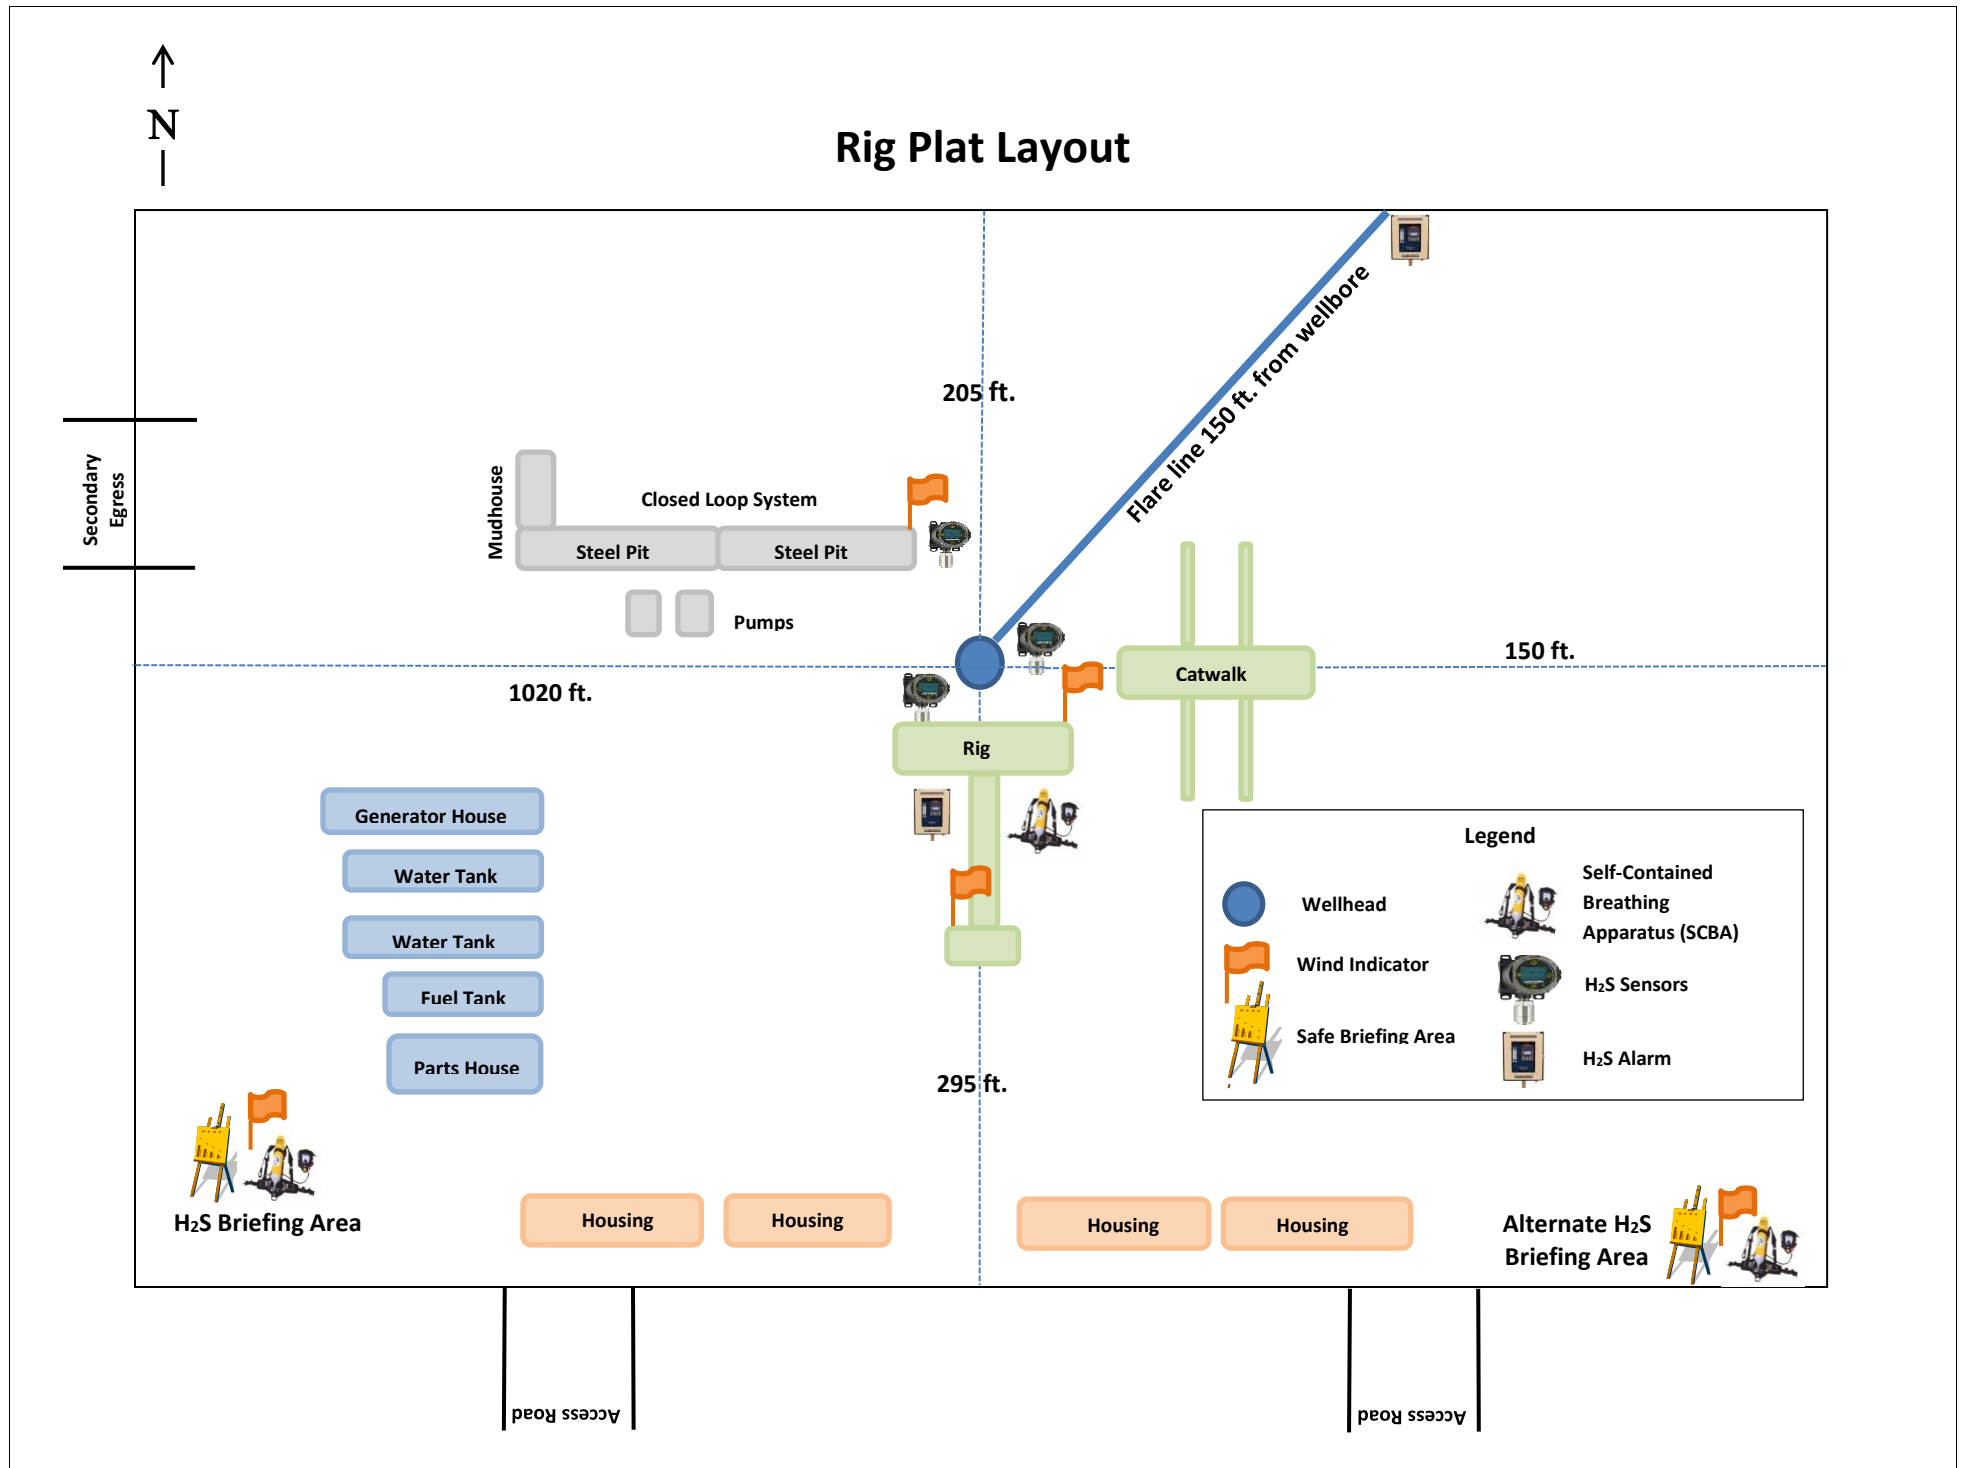 N
Rig Plat Layout
Flare line 150 ft. from wellbore
205 ft.
Secondary
Egress
Mudhouse
Closed Loop System
Steel Pit
Steel Pit
Pumps
150 ft.
Catwalk
1020 ft.
Rig
Generator House
Water Tank
Water Tank
Fuel Tank
Parts House
Legend
Wellhead
Wind Indicator
Safe Briefing Area
Self-Contained
Breathing
Apparatus (SCBA)
H2S Sensors
H2S Alarm
295 ft.
H2S Briefing Area
Housing
Housing
Housing
Housing
Alternate H2S
Briefing Area
Access Road
Access Road